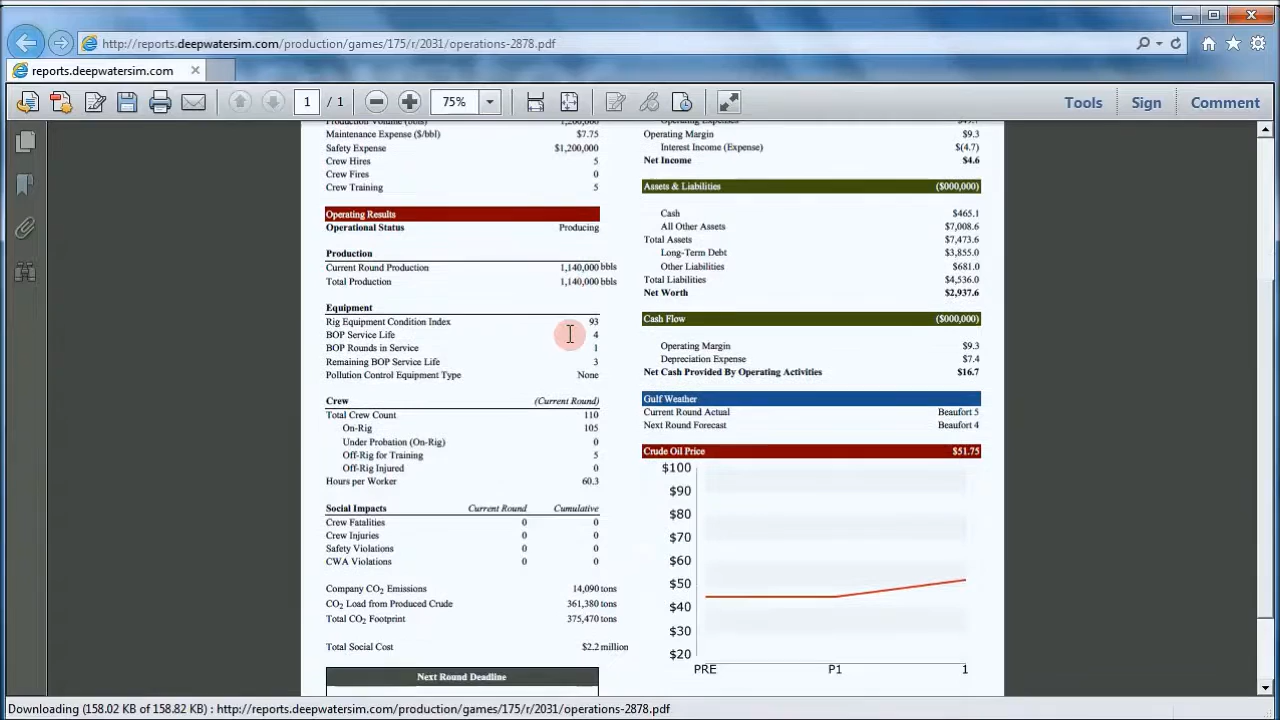 http://reports.deepwatersim.com/production/games/175/r/2031/operations-2878.pdf
reports.deepwatersim.com
1 / 1
75%
Tools Sign Comment
Production Volume (bbls) 1,200,000
Maintenance Expense ($/bbl) $7.75
Safety Expense $1,200,000
Crew Hires 5
Crew Fires 0
Crew Training 5
Operating Results
Operational Status Producing
Production
Current Round Production 1,140,000 bbls
Total Production 1,140,000 bbls
Equipment
Rig Equipment Condition Index 93
BOP Service Life 4
BOP Rounds in Service 1
Remaining BOP Service Life 3
Pollution Control Equipment Type None
Crew (Current Round)
Total Crew Count 110
On-Rig 105
Under Probation (On-Rig) 0
Off-Rig for Training 5
Off-Rig Injured 0
Hours per Worker 60.3
Social Impacts Current Round Cumulative
Crew Fatalities 0 0
Crew Injuries 0 0
Safety Violations 0 0
CWA Violations 0 0
Company CO2 Emissions 14,090 tons
CO2 Load from Produced Crude 361,380 tons
Total CO2 Footprint 375,470 tons
Total Social Cost $2.2 million
Next Round Deadline
Operating Expenses
Operating Margin $9.3
Interest Income (Expense) $(4.7)
Net Income $4.6
Assets & Liabilities ($000,000)
Cash $465.1
All Other Assets $7,008.6
Total Assets $7,473.6
Long-Term Debt $3,855.0
Other Liabilities $681.0
Total Liabilities $4,536.0
Net Worth $2,937.6
Cash Flow ($000,000)
Operating Margin $9.3
Depreciation Expense $7.4
Net Cash Provided By Operating Activities $16.7
Gulf Weather
Current Round Actual Beaufort 5
Next Round Forecast Beaufort 4
Crude Oil Price $51.75
$100
$90
$80
$70
$60
$50
$40
$30
$20
PRE P1 1
Downloading (158.02 KB of 158.82 KB) : http://reports.deepwatersim.com/production/games/175/r/2031/operations-2878.pdf